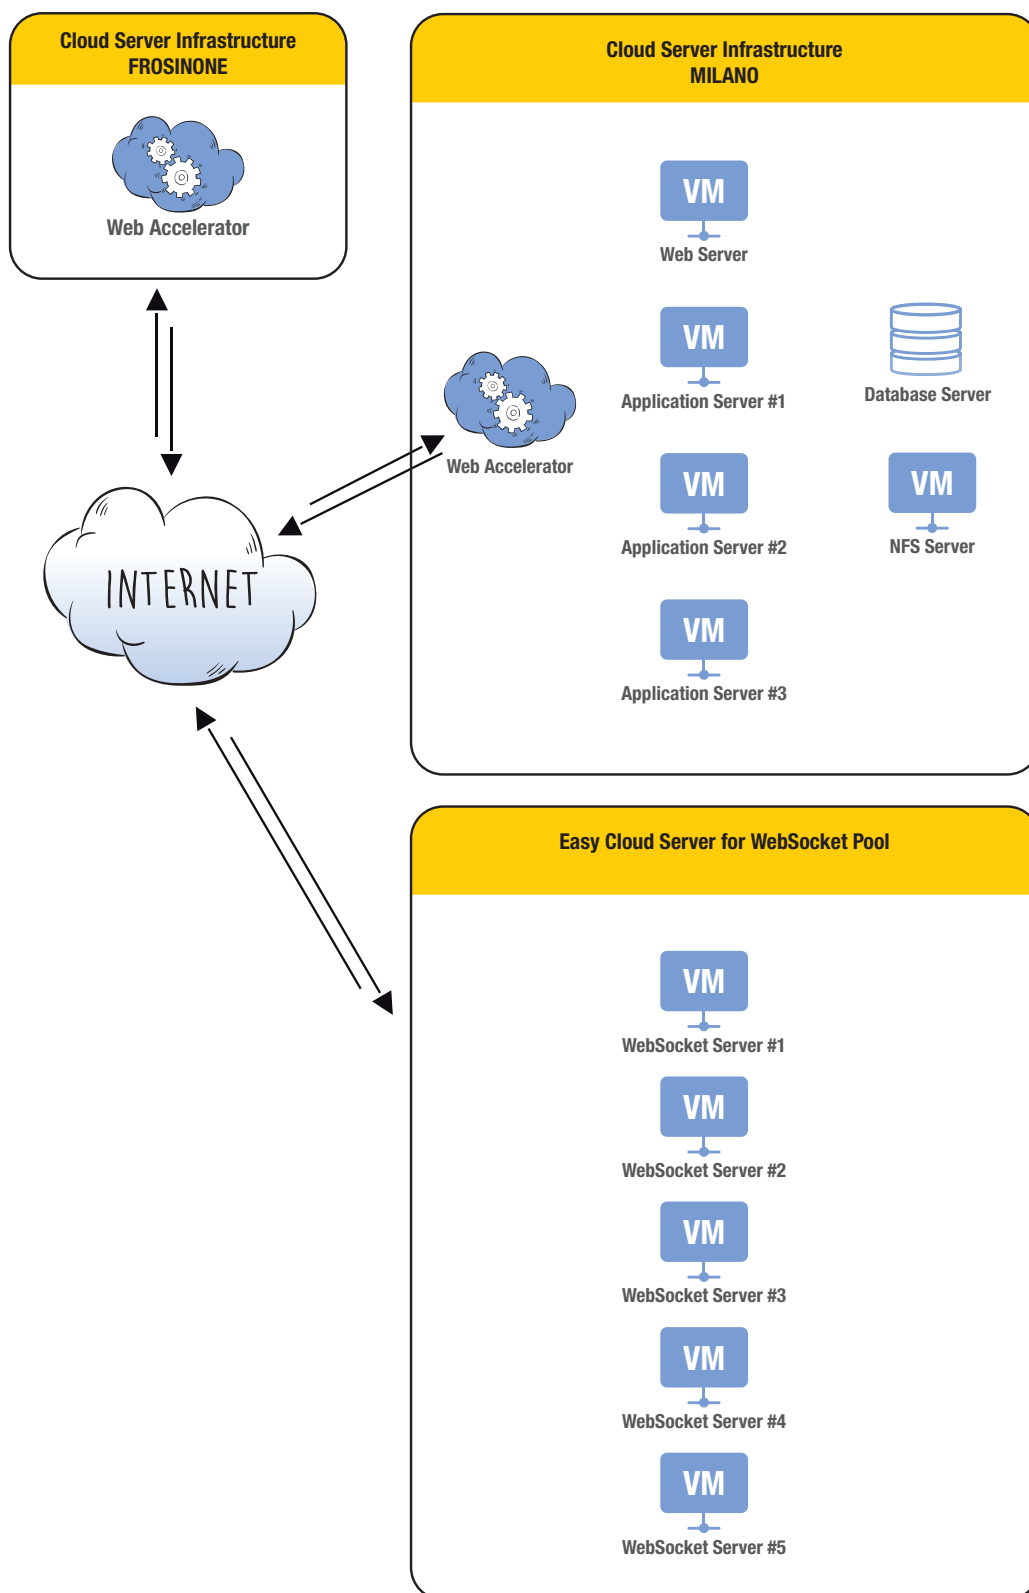 Cloud Server Infrastructure
FROSINONE
Web Accelerator
Cloud Server Infrastructure
MILANO
VM
Web Server
VM
Application Server #1
Database Server
Web Accelerator
VM
Application Server #2
VM
NFS Server
VM
Application Server #3
INTERNET
Easy Cloud Server for WebSocket Pool
VM
WebSocket Server #1
VM
WebSocket Server #2
VM
WebSocket Server #3
VM
WebSocket Server #4
VM
WebSocket Server #5